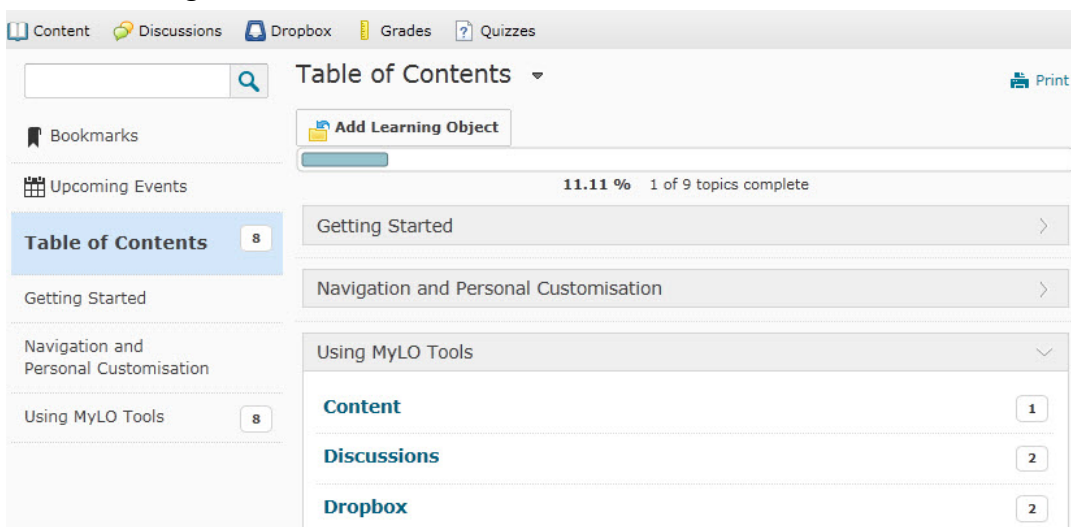 Content Discussions Dropbox Grades Quizzes
Table of Contents
Print
Bookmarks
Upcoming Events
Table of Contents 8
Getting Started
Navigation and
Personal Customisation
Using MyLO Tools 8
Add Learning Object
11.11 % 1 of 9 topics complete
Getting Started
Navigation and Personal Customisation
Using MyLO Tools
Content 1
Discussions 2
Dropbox 2